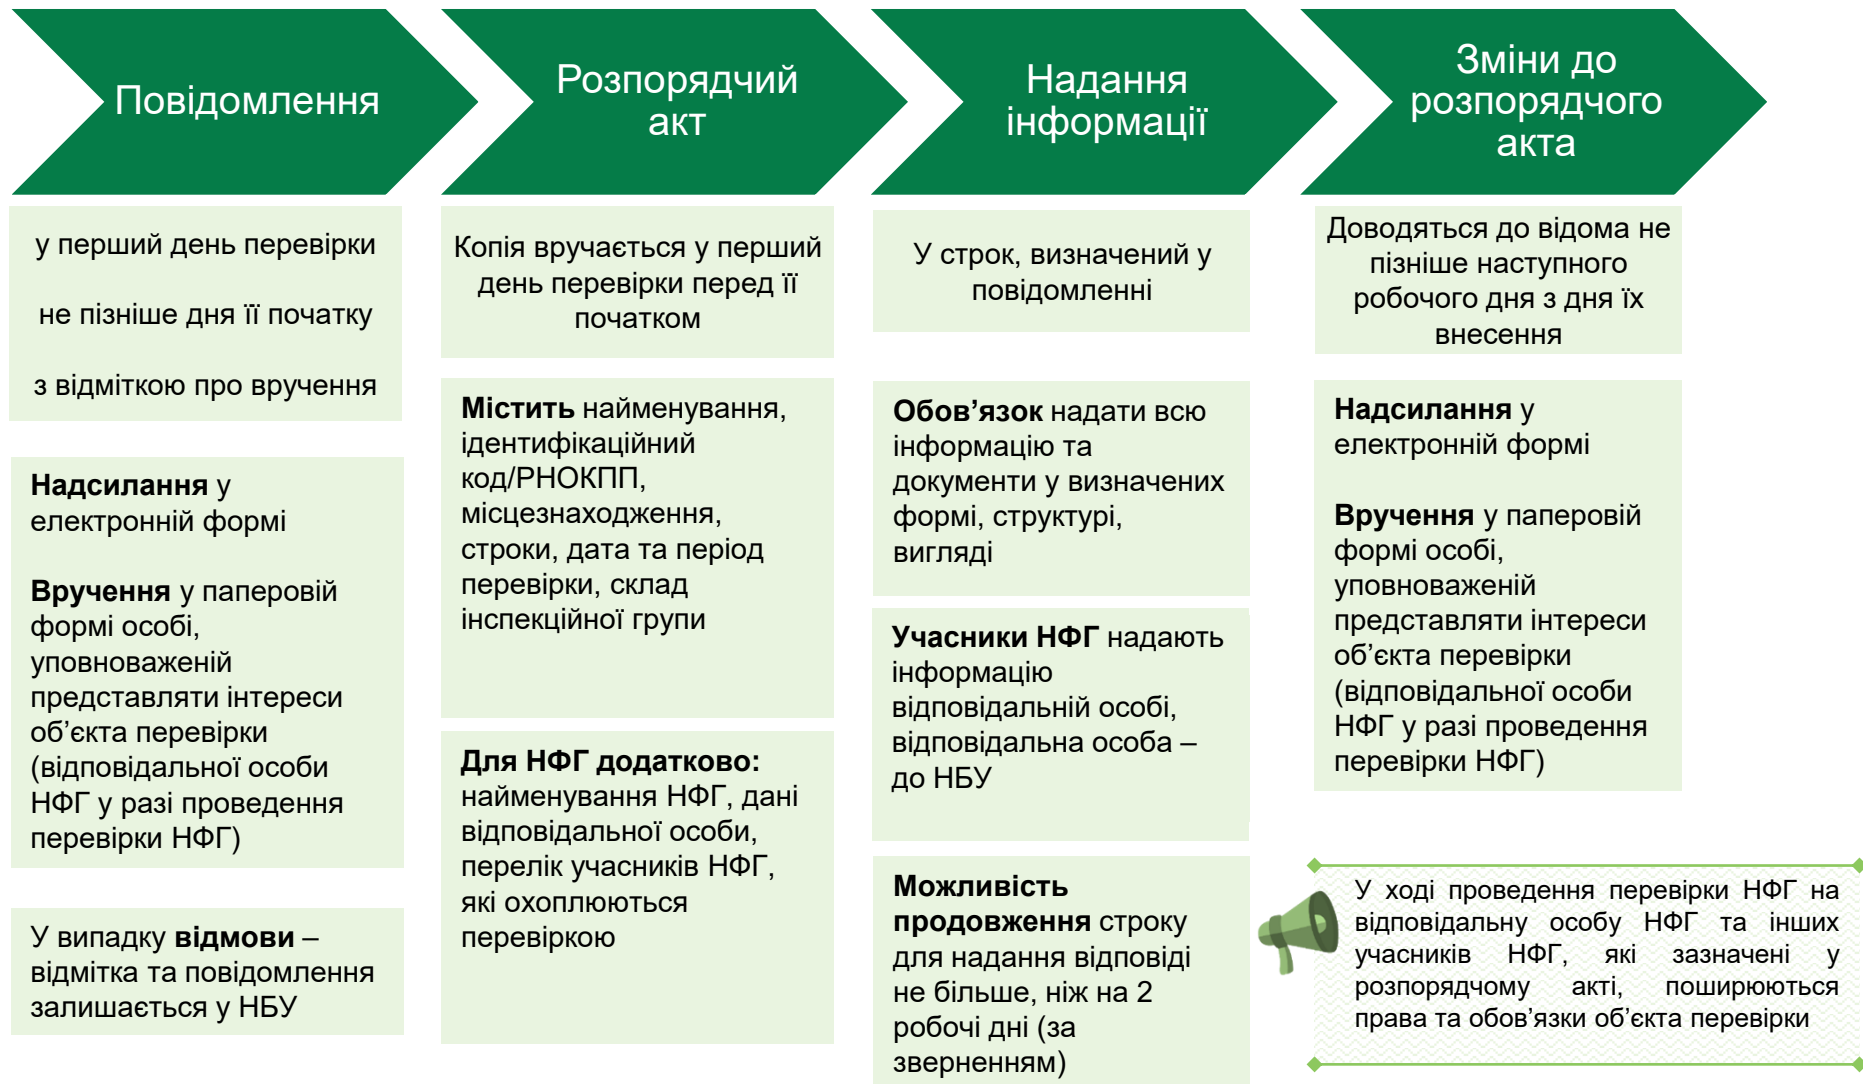 Повідомлення
у перший день перевірки
не пізніше дня її початку
з відміткою про вручення
Надсилання у
електронній формі
Вручення у паперовій
формі особі,
уповноваженій
представляти інтереси
об’єкта перевірки
(відповідальної особи
НФГ у разі проведення
перевірки НФГ)
У випадку відмови –
відмітка та повідомлення
залишається у НБУ
Розпорядчий
акт
Копія вручається у перший
день перевірки перед її
початком
Містить найменування,
ідентифікаційний
код/РНОКПП,
місцезнаходження,
строки, дата та період
перевірки, склад
інспекційної групи
Для НФГ додатково:
найменування НФГ, дані
відповідальної особи,
перелік учасників НФГ,
які охоплюються
перевіркою
Надання
інформації
У строк, визначений у
повідомленні
Обов’язок надати всю
інформацію та
документи у визначених
формі, структурі,
вигляді
Учасники НФГ надають
інформацію
відповідальній особі,
відповідальна особа –
до НБУ
Можливість
продовження строку
для надання відповіді
не більше, ніж на 2
робочі дні (за
зверненням)
Зміни до
розпорядчого
акта
Доводяться до відома не
пізніше наступного
робочого дня з дня їх
внесення
Надсилання у
електронній формі
Вручення у паперовій
формі особі,
уповноваженій
представляти інтереси
об’єкта перевірки
(відповідальної особи
НФГ у разі проведення
перевірки НФГ)
У ході проведення перевірки НФГ на
відповідальну особу НФГ та інших
учасників НФГ, які зазначені у
розпорядчому акті, поширюються
права та обов’язки об’єкта перевірки